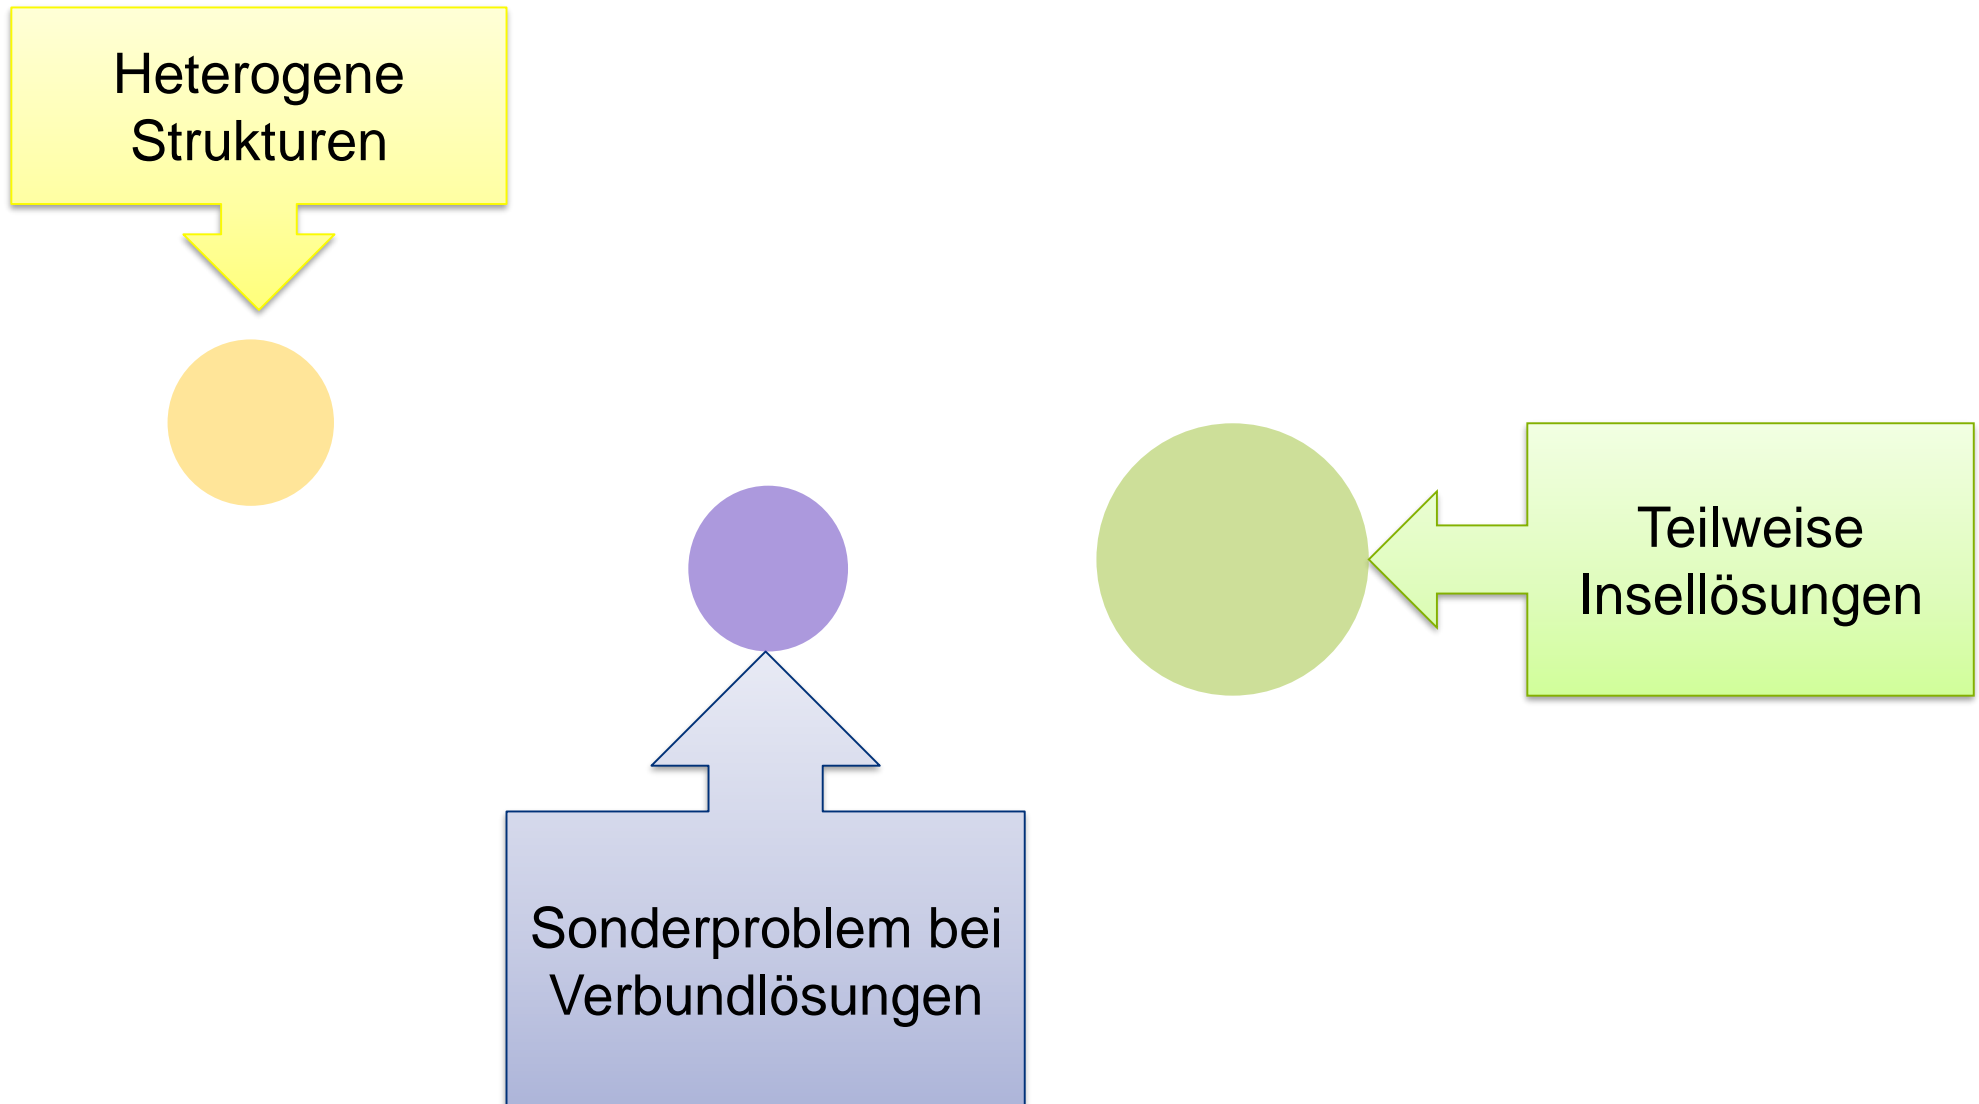 Heterogene
Strukturen
Teilweise
Insellösungen
Sonderproblem bei
Verbundlösungen